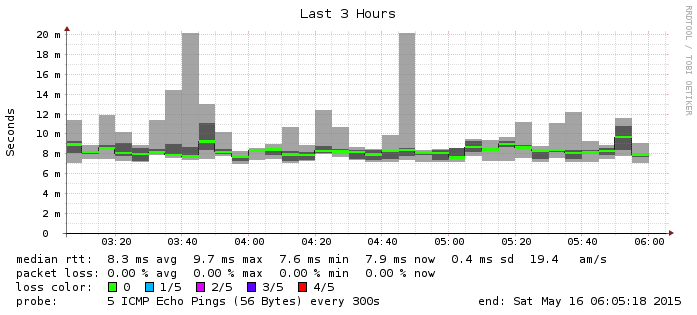 Last 3 Hours
RRDTOOL / TOBI OETIKER
Seconds
20 m
18 m
16 m
14 m
12 m
10 m
8 m
6 m
4 m
2 m
0
03:20 03:40 04:00 04:20 04:40 05:00 05:20 05:40 06:00
median rtt: 8.3 ms avg 9.7 ms max 7.6 ms min 7.9 ms now 0.4 ms sd 19.4 am/s
packet loss: 0.00 % avg 0.00 % max 0.00 % min 0.00 % now
loss color: 0 1/5 2/5 3/5 4/5
probe: 5 ICMP Echo Pings (56 Bytes) every 300s end: Sat May 16 06:05:18 2015